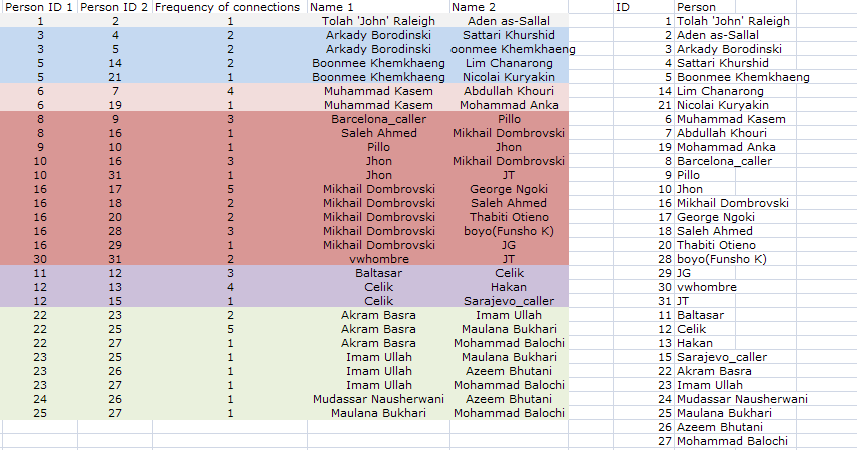 Person ID 1 Person ID 2 Frequency of connections Name 1 Name 2 ID Person
1 2 1 Tolah 'John' Raleigh Aden as-Sallal 1 Tolah 'John' Raleigh
3 4 2 Arkady Borodinski Sattari Khurshid 2 Aden as-Sallal
3 5 2 Arkady Borodinski oonmee Khemkhaeng 3 Arkady Borodinski
5 14 2 Boonmee Khemkhaeng Lim Chanarong 4 Sattari Khurshid
5 21 1 Boonmee Khemkhaeng Nicolai Kuryakin 5 Boonmee Khemkhaeng
6 7 4 Muhammad Kasem Abdullah Khouri 14 Lim Chanarong
6 19 1 Muhammad Kasem Mohammad Anka 21 Nicolai Kuryakin
8 9 3 Barcelona_caller Pillo 6 Muhammad Kasem
8 16 1 Saleh Ahmed Mikhail Dombrovski 7 Abdullah Khouri
9 10 1 Pillo Jhon 19 Mohammad Anka
10 16 3 Jhon Mikhail Dombrovski 8 Barcelona_caller
10 31 1 Jhon JT 9 Pillo
16 17 5 Mikhail Dombrovski George Ngoki 10 Jhon
16 18 2 Mikhail Dombrovski Saleh Ahmed 16 Mikhail Dombrovski
16 20 2 Mikhail Dombrovski Thabiti Otieno 17 George Ngoki
16 28 3 Mikhail Dombrovski boyo(Funsho K) 18 Saleh Ahmed
16 29 1 Mikhail Dombrovski JG 20 Thabiti Otieno
30 31 2 vwhombre JT 28 boyo(Funsho K)
11 12 3 Baltasar Celik 29 JG
12 13 4 Celik Hakan 30 vwhombre
12 15 1 Celik Sarajevo_caller 31 JT
22 23 2 Akram Basra Imam Ullah 11 Baltasar
22 25 5 Akram Basra Maulana Bukhari 12 Celik
22 27 1 Akram Basra Mohammad Balochi 13 Hakan
23 25 1 Imam Ullah Maulana Bukhari 15 Sarajevo_caller
23 26 1 Imam Ullah Azeem Bhutani 22 Akram Basra
23 27 1 Imam Ullah Mohammad Balochi 23 Imam Ullah
24 26 1 Mudassar Nausherwani Azeem Bhutani 24 Mudassar Nausherwani
25 27 1 Maulana Bukhari Mohammad Balochi 25 Maulana Bukhari
26 Azeem Bhutani
27 Mohammad Balochi